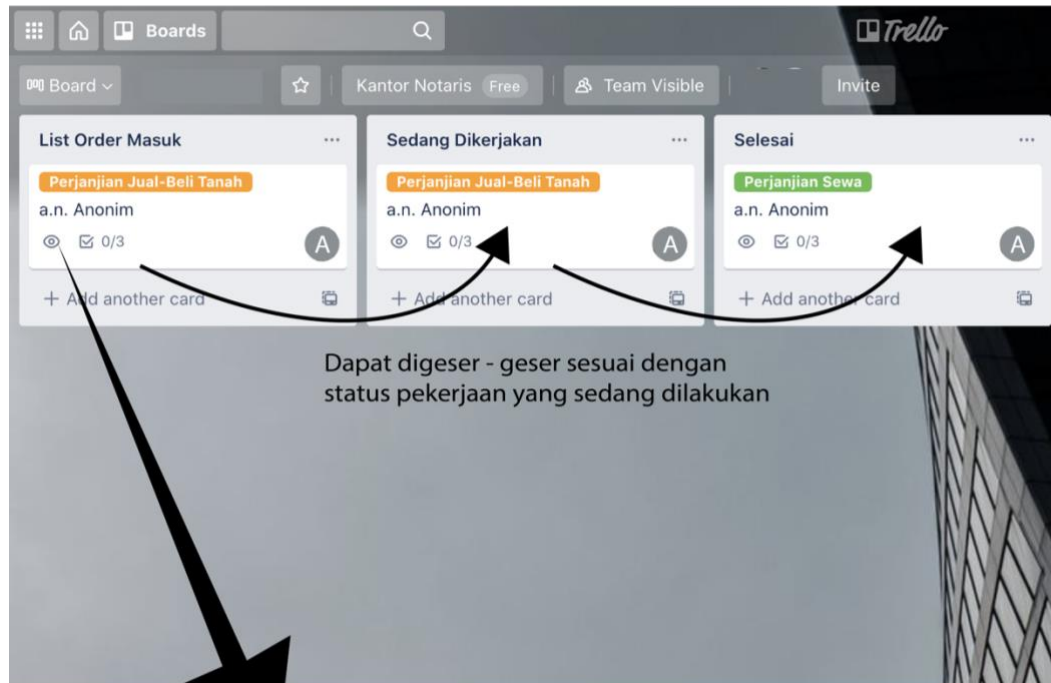 Boards
Trello
Board
Kantor Notaris Free
Team Visible
Invite
List Order Masuk
Sedang Dikerjakan
Selesai
Perjanjian Jual-Beli Tanah
Perjanjian Jual-Beli Tanah
Perjanjian Sewa
a.n. Anonim
a.n. Anonim
a.n. Anonim
0/3
A
0/3
A
0/3
A
+ Add another card
+ Add another card
+ Add another card
Dapat digeser - geser sesuai dengan
status pekerjaan yang sedang dilakukan